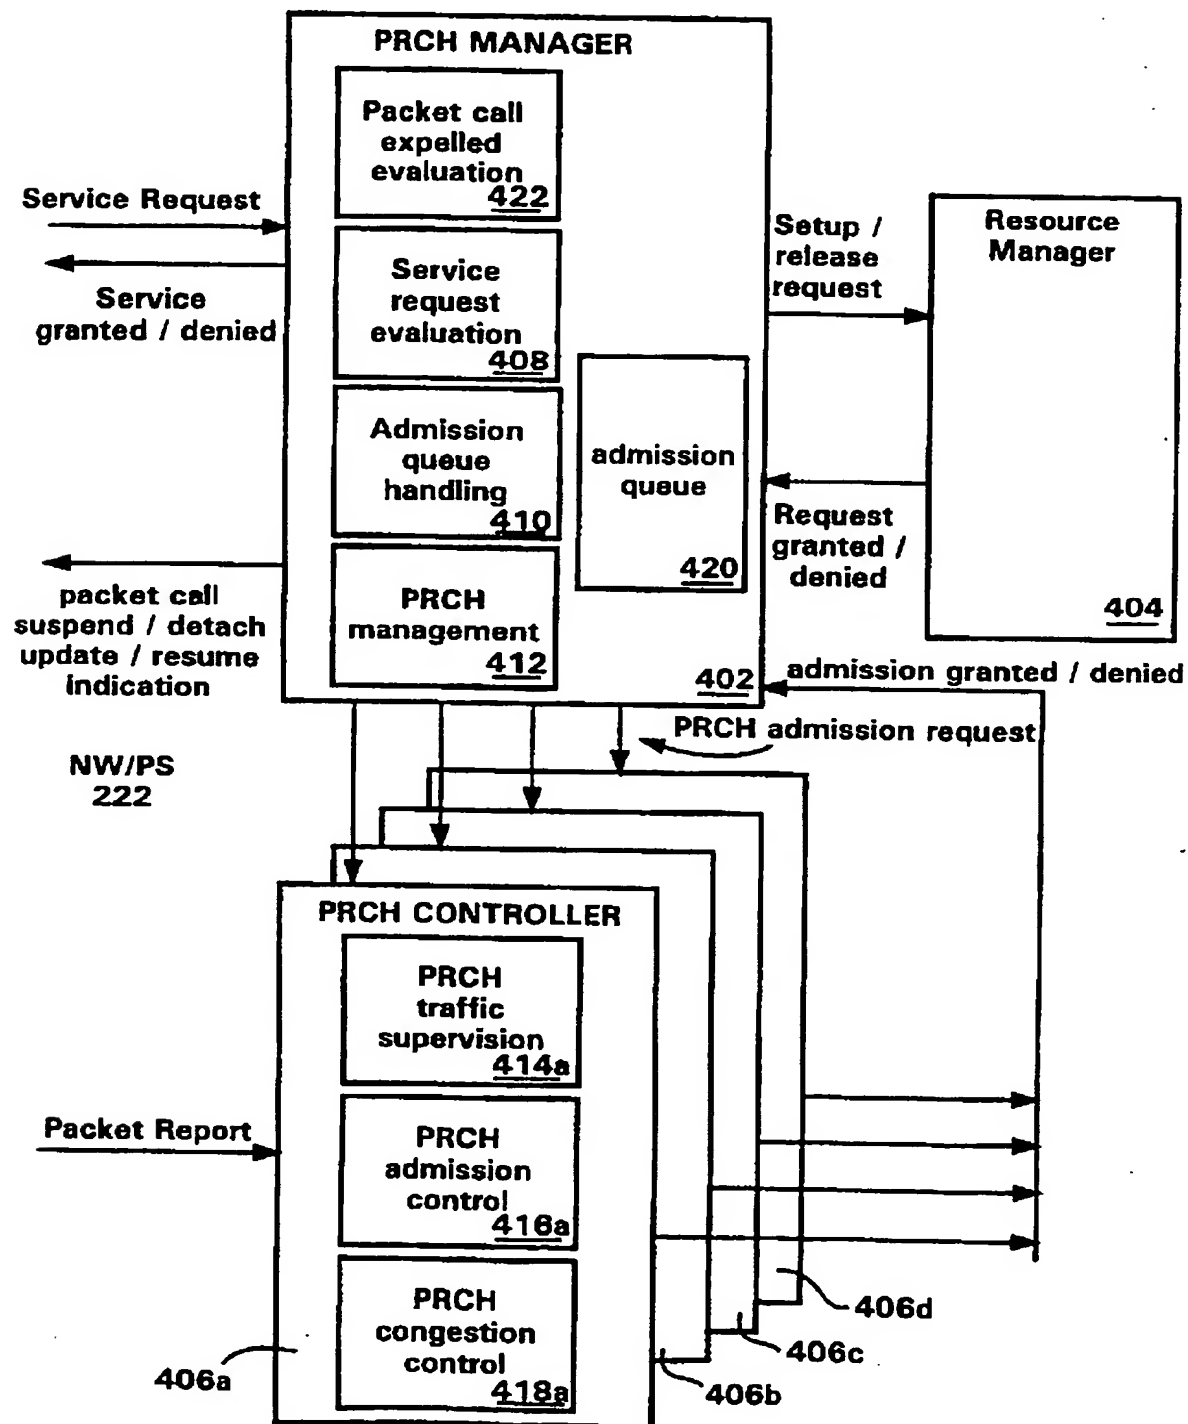 PRCH MANAGER
Packet call
expelled
evaluation
422
Service Request
Service
granted / denied
Service
request
evaluation
408
Setup /
release
request
Resource
Manager
Admission
queue
handling
410
admission
queue
420
Request
granted /
denied
404
packet call
suspend / detach
update / resume
indication
PRCH
management
412
402
admission granted / denied
PRCH admission request
NW/PS
222
PRCH CONTROLLER
PRCH
traffic
supervision
414a
Packet Report
PRCH
admission
control
416a
PRCH
congestion
control
418a
406a
406b
406c
406d